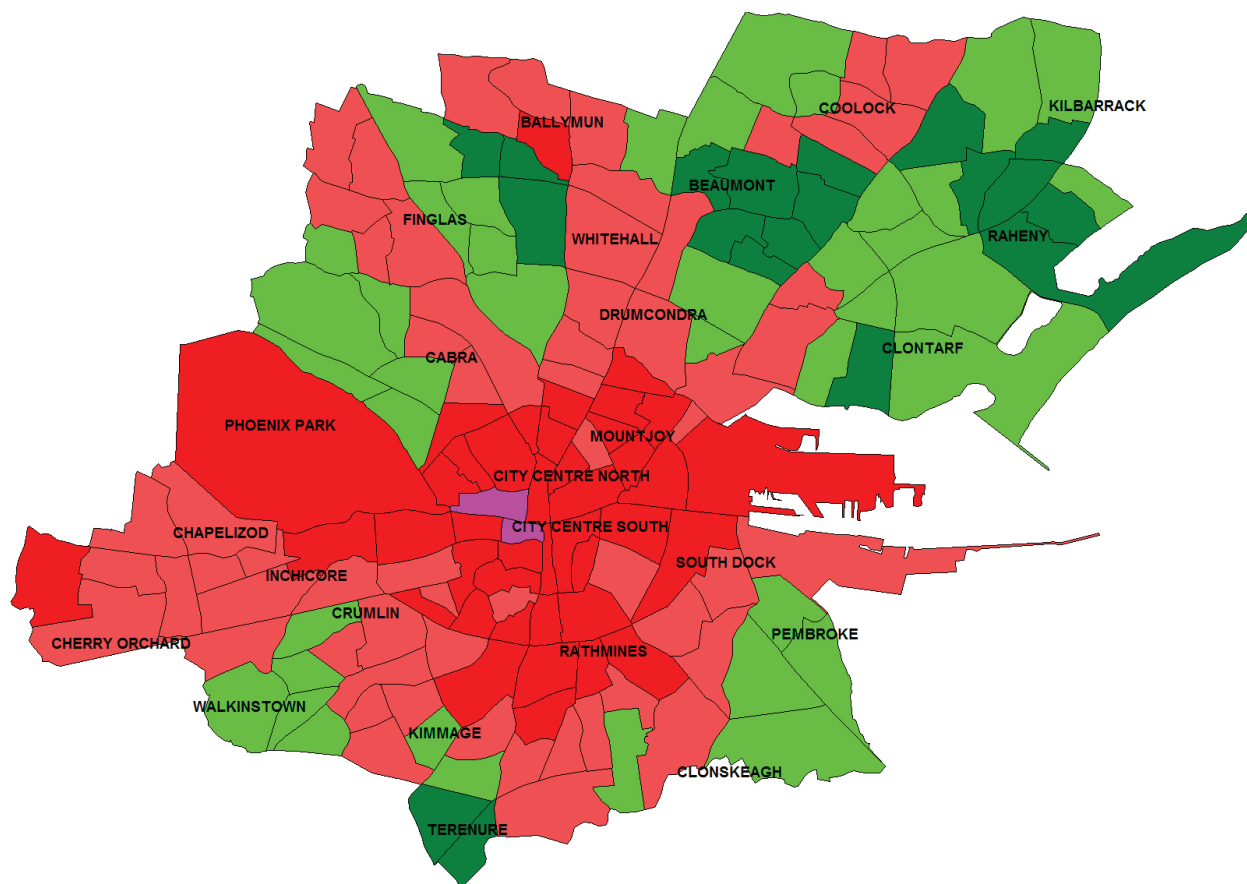 COOLOCK
KILBARRACK
BALLYMUN
BEAUMONT
FINGLAS
WHITEHALL
RAHENY
DRUMCONDRA
CLONTARF
CABRA
PHOENIX PARK
MOUNTJOY
CITY CENTRE NORTH
CITY CENTRE SOUTH
CHAPELIZOD
SOUTH DOCK
INCHICORE
CRUMLIN
CHERRY ORCHARD
PEMBROKE
RATHMINES
WALKINSTOWN
KIMMAGE
CLONSKEAGH
TERENURE